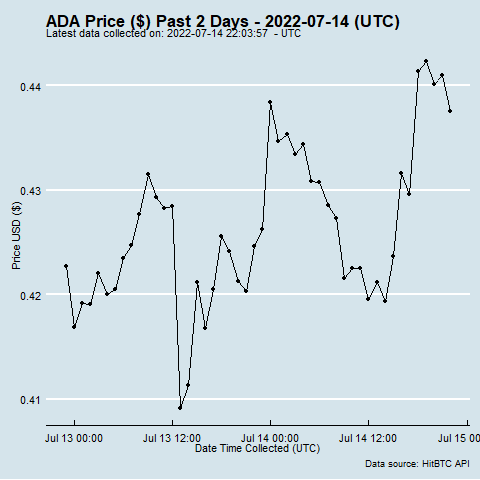 ADA Price ($) Past 2 Days - 2022-07-14 (UTC)
Latest data collected on: 2022-07-14 22:03:57 - UTC
0.44
0.43
0.42
0.41
Price USD ($)
Jul 13 00:00 Jul 13 12:00 Jul 14 00:00 Jul 14 12:00 Jul 15 00
Date Time Collected (UTC)
Data source: HitBTC API